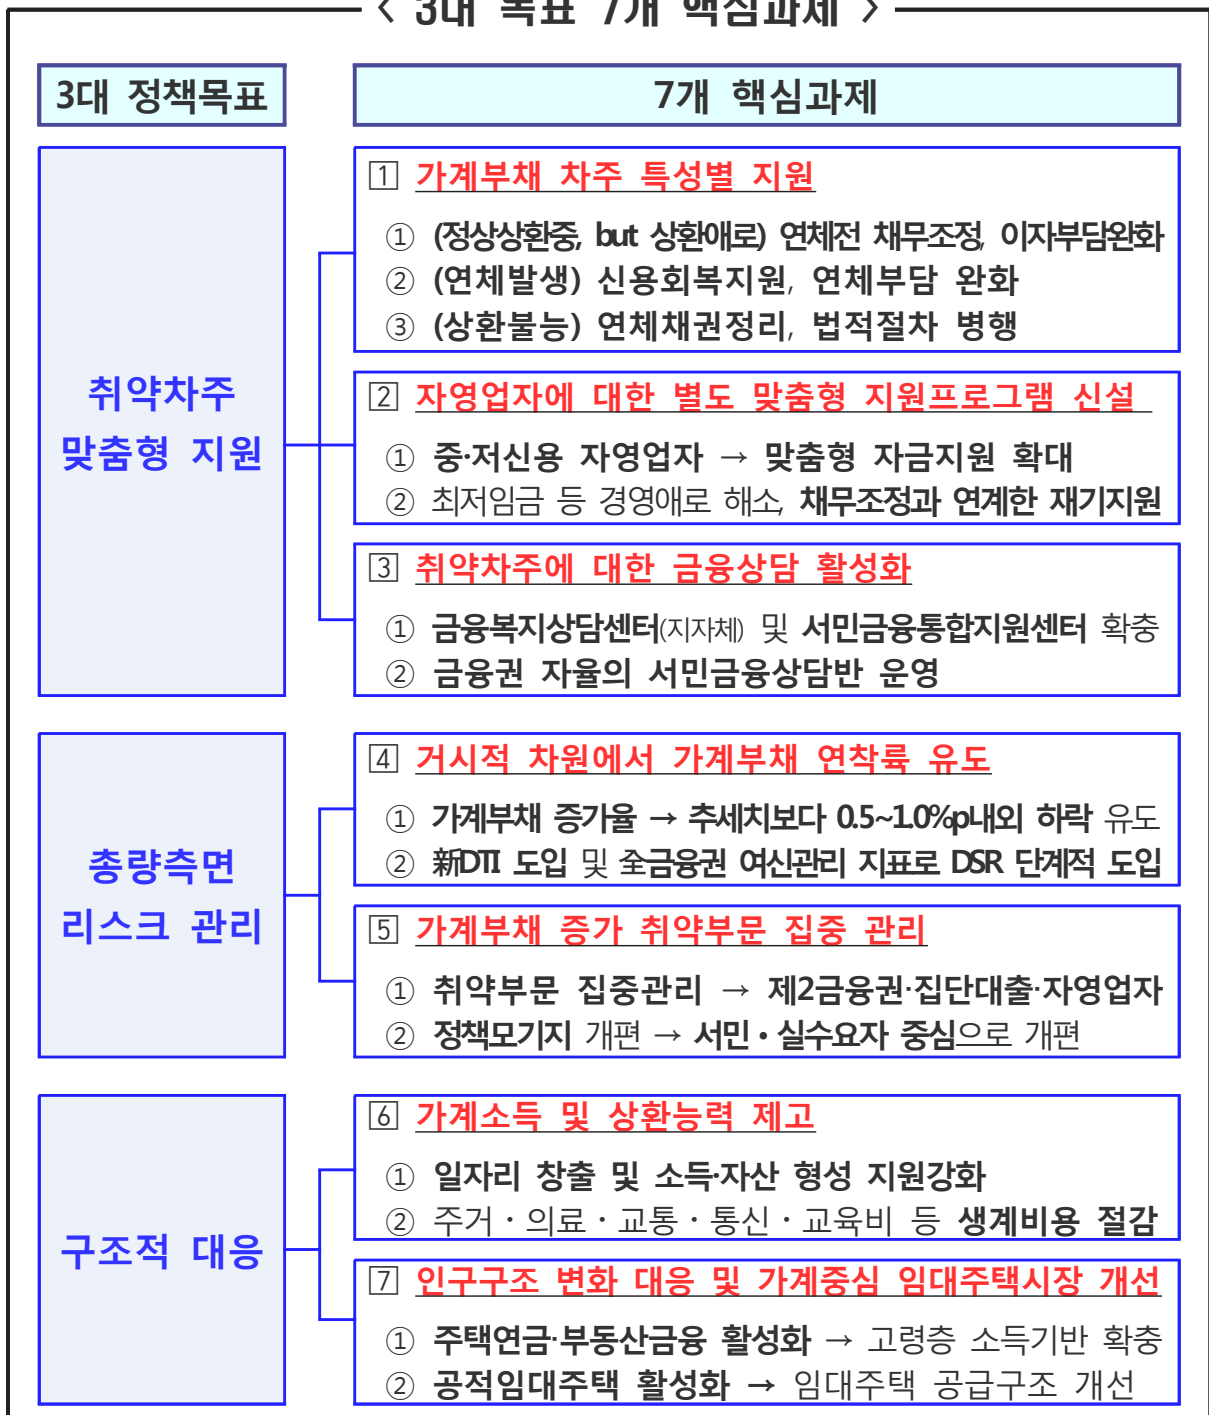 < 3대 목표 7개 핵심과제 >
3대 정책목표
7개 핵심과제
취약차주
맞춤형 지원
1 가계부채 차주 특성별 지원
① (정상상환중, but 상환애로) 연체전 채무조정, 이자부담완화
② (연체발생) 신용회복지원, 연체부담 완화
③ (상환불능) 연체채권정리, 법적절차 병행
2 자영업자에 대한 별도 맞춤형 지원프로그램 신설
① 중·저신용 자영업자 → 맞춤형 자금지원 확대
② 최저임금 등 경영애로 해소, 채무조정과 연계한 재기지원
3 취약차주에 대한 금융상담 활성화
① 금융복지상담센터(지자체) 및 서민금융통합지원센터 확충
② 금융권 자율의 서민금융상담반 운영
총량측면
리스크 관리
4 거시적 차원에서 가계부채 연착륙 유도
① 가계부채 증가율 → 추세치보다 0.5~1.0%p내외 하락 유도
② 新DTI 도입 및 全금융권 여신관리 지표로 DSR 단계적 도입
5 가계부채 증가 취약부문 집중 관리
① 취약부문 집중관리 → 제2금융권·집단대출·자영업자
② 정책모기지 개편 → 서민·실수요자 중심으로 개편
구조적 대응
6 가계소득 및 상환능력 제고
① 일자리 창출 및 소득·자산 형성 지원강화
② 주거·의료·교통·통신·교육비 등 생계비용 절감
7 인구구조 변화 대응 및 가계중심 임대주택시장 개선
① 주택연금·부동산금융 활성화 → 고령층 소득기반 확충
② 공적임대주택 활성화 → 임대주택 공급구조 개선